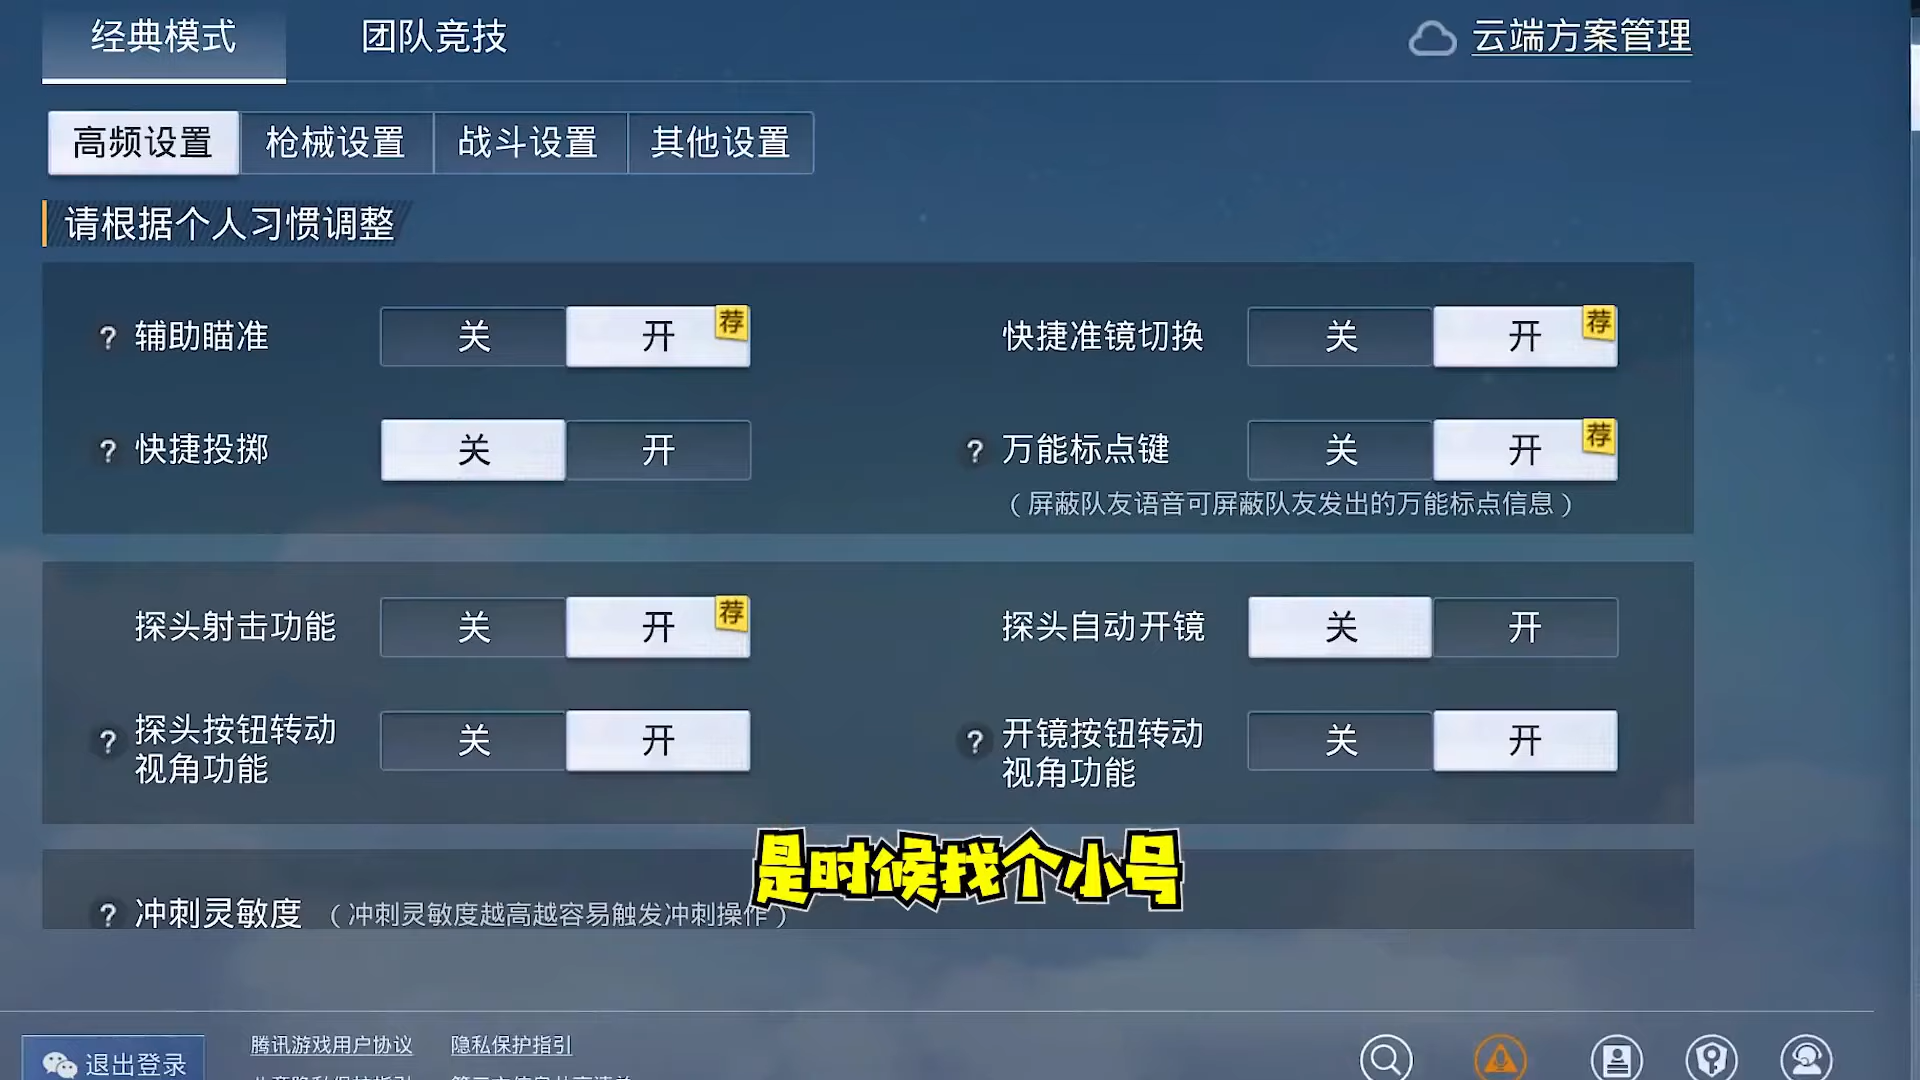 经典模式 团队竞技 云端方案管理
高频设置 枪械设置 战斗设置 其他设置
请根据个人习惯调整
? 辅助瞄准 关 开 荐 快捷准镜切换 关 开 荐
? 快捷投掷 关 开 ? 万能标点键 关 开 荐
（屏蔽队友语音可屏蔽队友发出的万能标点信息）
探头射击功能 关 开 荐 探头自动开镜 关 开
? 探头按钮转动视角功能 关 开 ? 开镜按钮转动视角功能 关 开
是时候找个小号
? 冲刺灵敏度 （冲刺灵敏度越高越容易触发冲刺操作）
退出登录 腾讯游戏用户协议 隐私保护指引